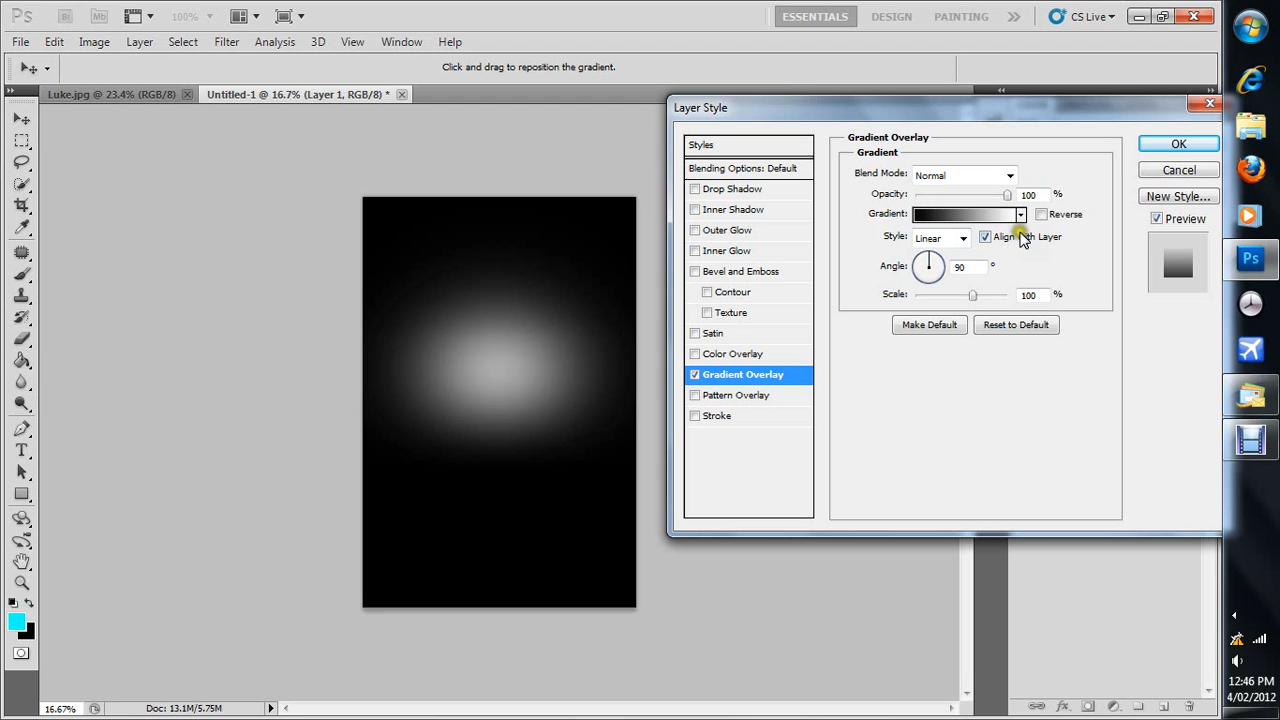 Ps
Br
Mb
100%
ESSENTIALS
DESIGN
PAINTING
CS Live
File Edit Image Layer Select Filter Analysis 3D View Window Help
Click and drag to reposition the gradient.
Luke.jpg @ 23.4% (RGB/8)
Untitled-1 @ 16.7% (Layer 1, RGB/8) *
Layer Style
Styles
Blending Options: Default
Drop Shadow
Inner Shadow
Outer Glow
Inner Glow
Bevel and Emboss
Contour
Texture
Satin
Color Overlay
Gradient Overlay
Pattern Overlay
Stroke
Gradient Overlay
Gradient
Blend Mode: Normal
Opacity: 100 %
Gradient: Reverse
Style: Linear Align with Layer
Angle: 90 °
Scale: 100 %
Make Default
Reset to Default
OK
Cancel
New Style...
Preview
Ps
T
16.67%
Doc: 13.1M/5.75M
fx
12:46 PM
4/02/2012